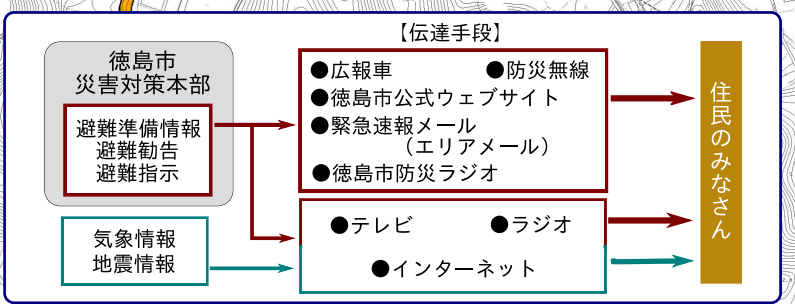 【伝達手段】
徳島市
災害対策本部
避難準備情報
避難勧告
避難指示
気象情報
地震情報
●広報車 ●防災無線
●徳島市公式ウェブサイト
●緊急速報メール
（エリアメール）
●徳島市防災ラジオ
●テレビ ●ラジオ
●インターネット
住民のみなさん